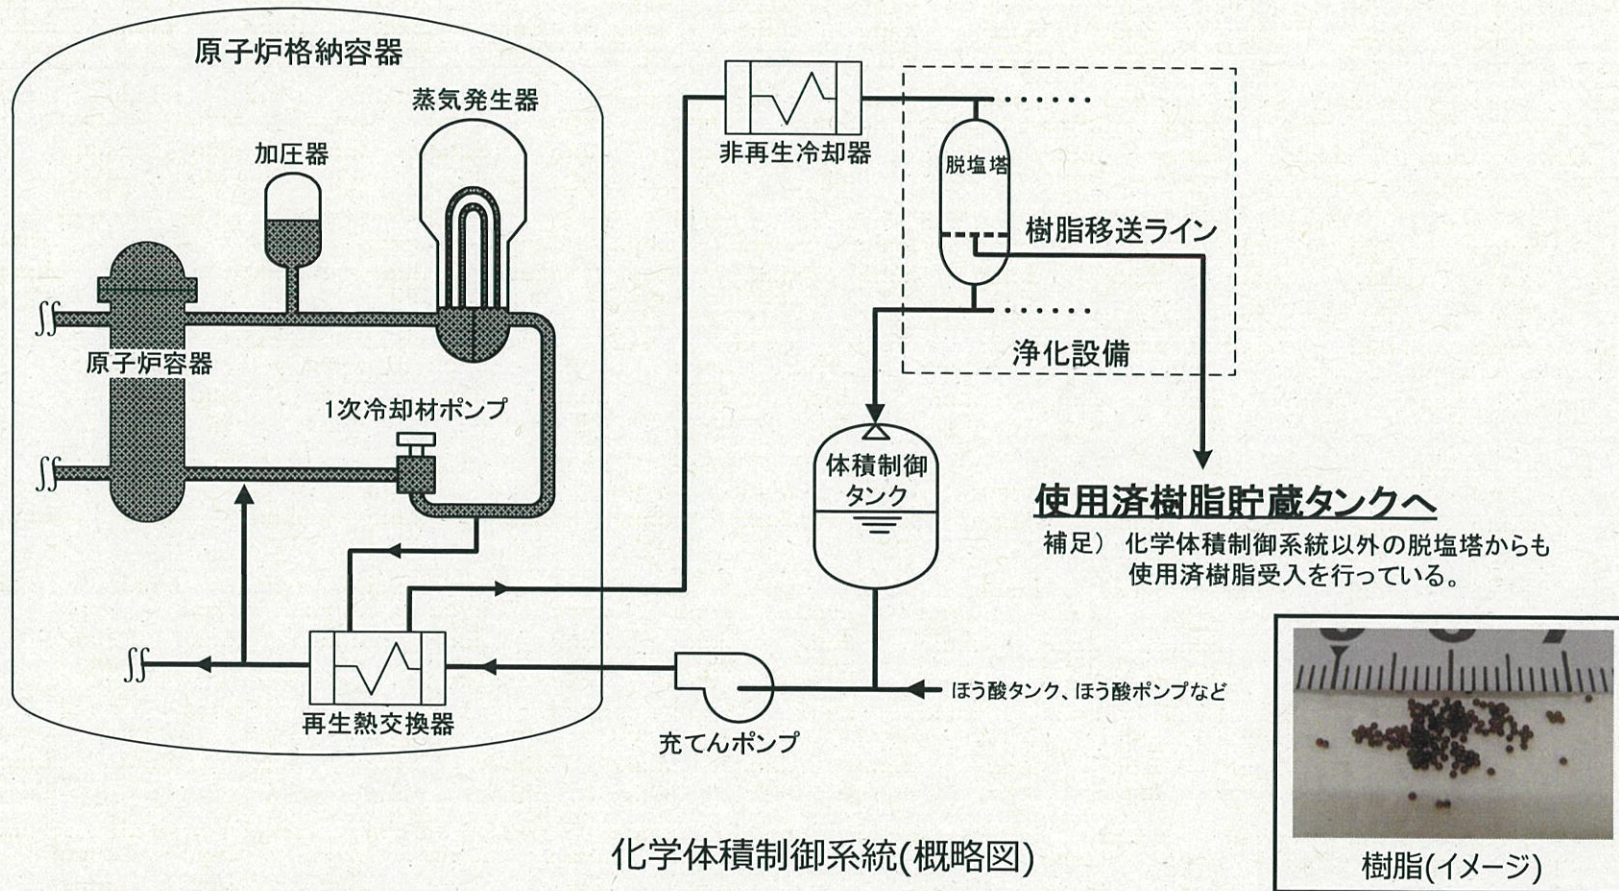 原子炉格納容器
蒸気発生器
加圧器
原子炉容器
1次冷却材ポンプ
再生熱交換器
非再生冷却器
脱塩塔
樹脂移送ライン
浄化設備
体積制御
タンク
使用済樹脂貯蔵タンクへ
補足) 化学体積制御系統以外の脱塩塔からも
使用済樹脂受入を行っている。
ほう酸タンク、ほう酸ポンプなど
充てんポンプ
化学体積制御系統(概略図)
樹脂(イメージ)